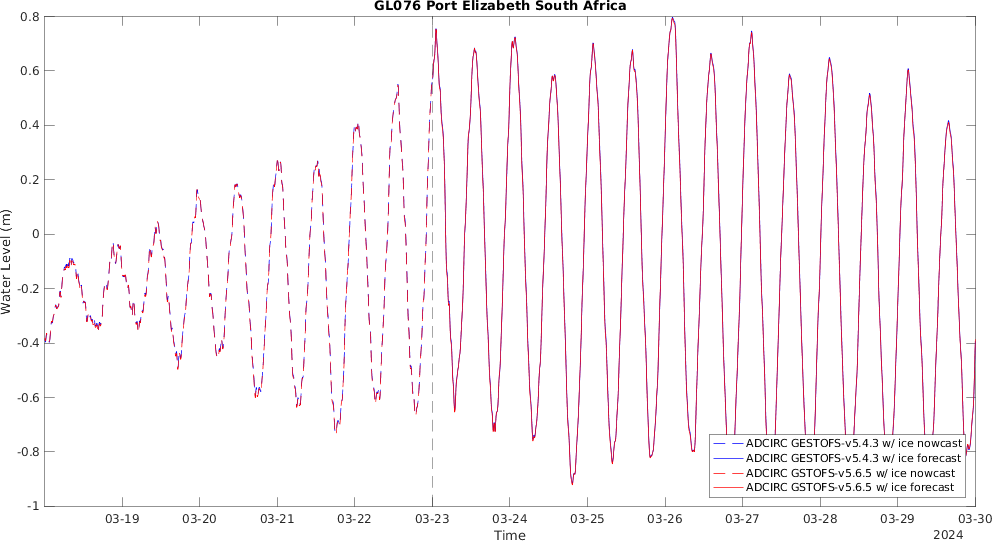 GL076 Port Elizabeth South Africa
0.8
0.6
0.4
0.2
0
-0.2
-0.4
-0.6
-0.8
-1
Water Level (m)
ADCIRC GESTOFS-v5.4.3 w/ ice nowcast
ADCIRC GESTOFS-v5.4.3 w/ ice forecast
ADCIRC GSTOFS-v5.6.5 w/ ice nowcast
ADCIRC GSTOFS-v5.6.5 w/ ice forecast
03-19 03-20 03-21 03-22 03-23 03-24 03-25 03-26 03-27 03-28 03-29 03-30
Time
2024